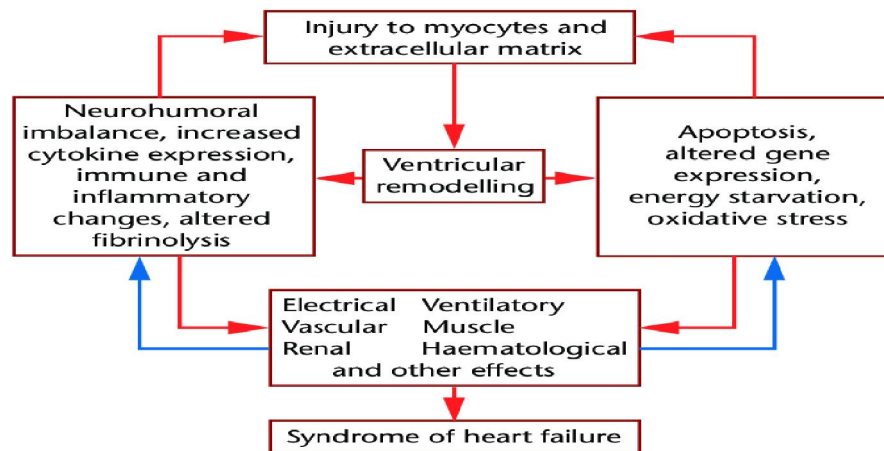 Injury to myocytes and
extracellular matrix
Neurohumoral
imbalance, increased
cytokine expression,
immune and
inflammatory
changes, altered
fibrinolysis
Ventricular
remodelling
Apoptosis,
altered gene
expression,
energy starvation,
oxidative stress
Electrical Ventilatory
Vascular Muscle
Renal Haematological
and other effects
Syndrome of heart failure